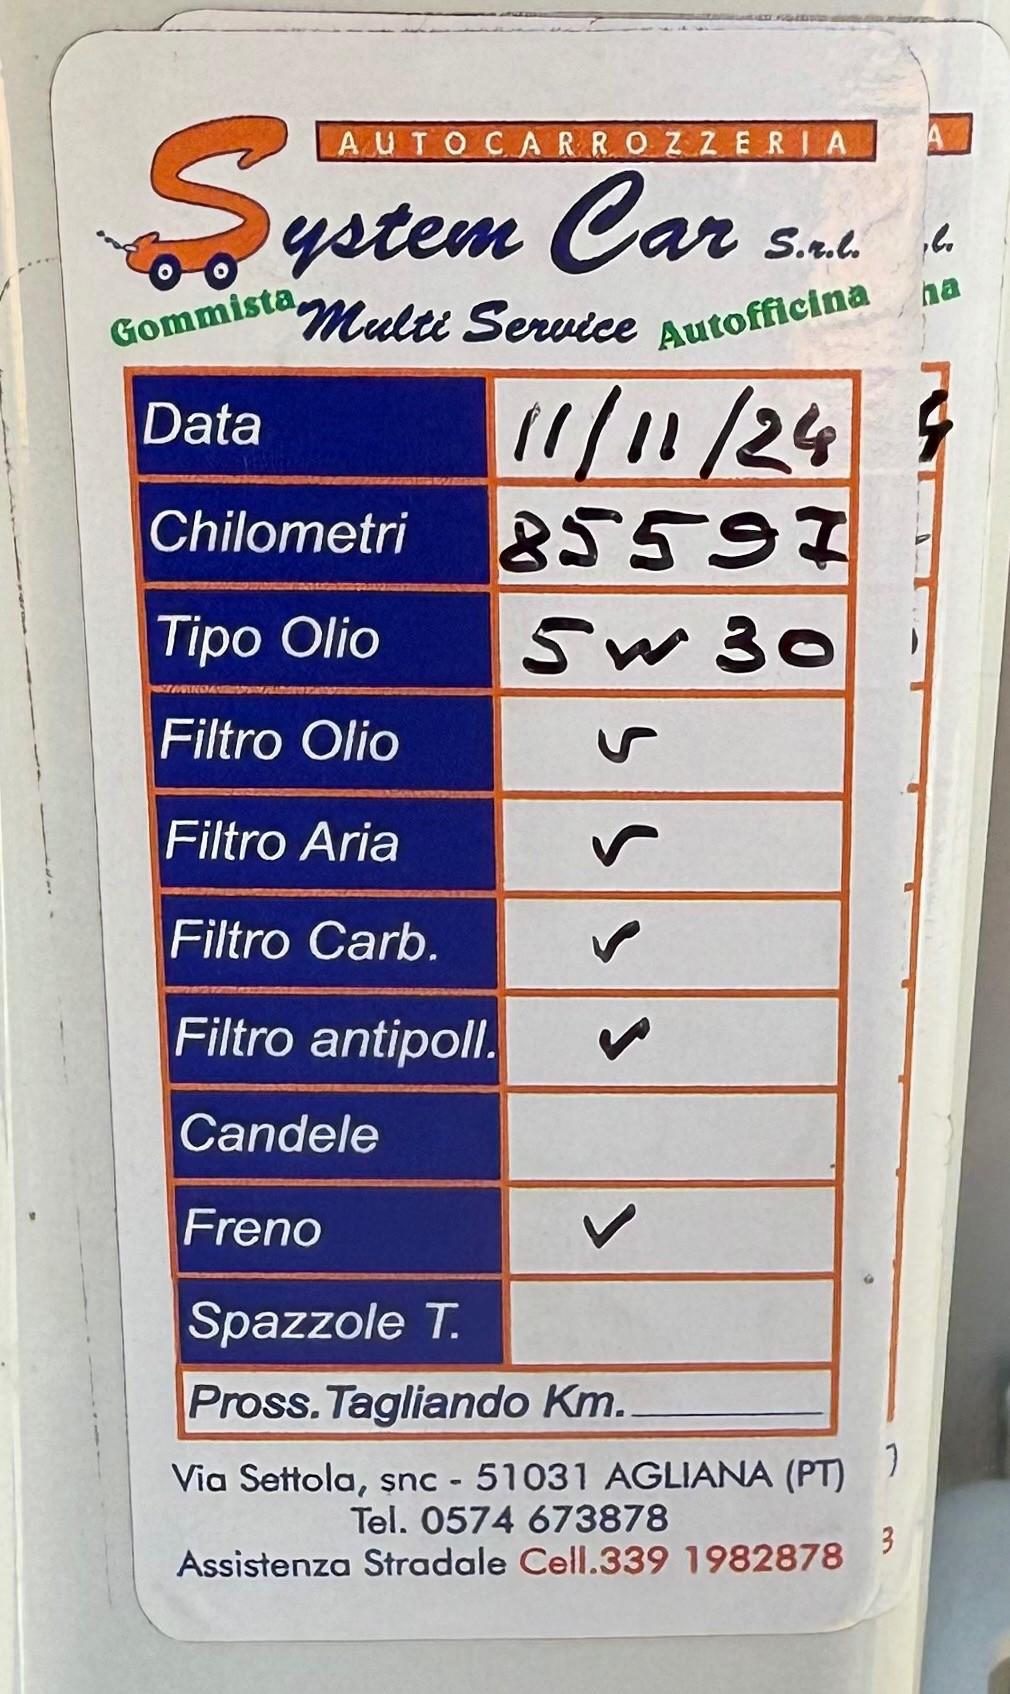 AUTOCARROZZERIA
System Car S.r.l.
Gommista Multi Service Autofficina
Data 11/11/24
Chilometri 85591
Tipo Olio 5W30
Filtro Olio ✓
Filtro Aria ✓
Filtro Carb. ✓
Filtro antipoll. ✓
Candele
Freno ✓
Spazzole T.
Pross. Tagliando Km.
Via Settola, snc - 51031 AGLIANA (PT)
Tel. 0574 673878
Assistenza Stradale Cell.339 1982878